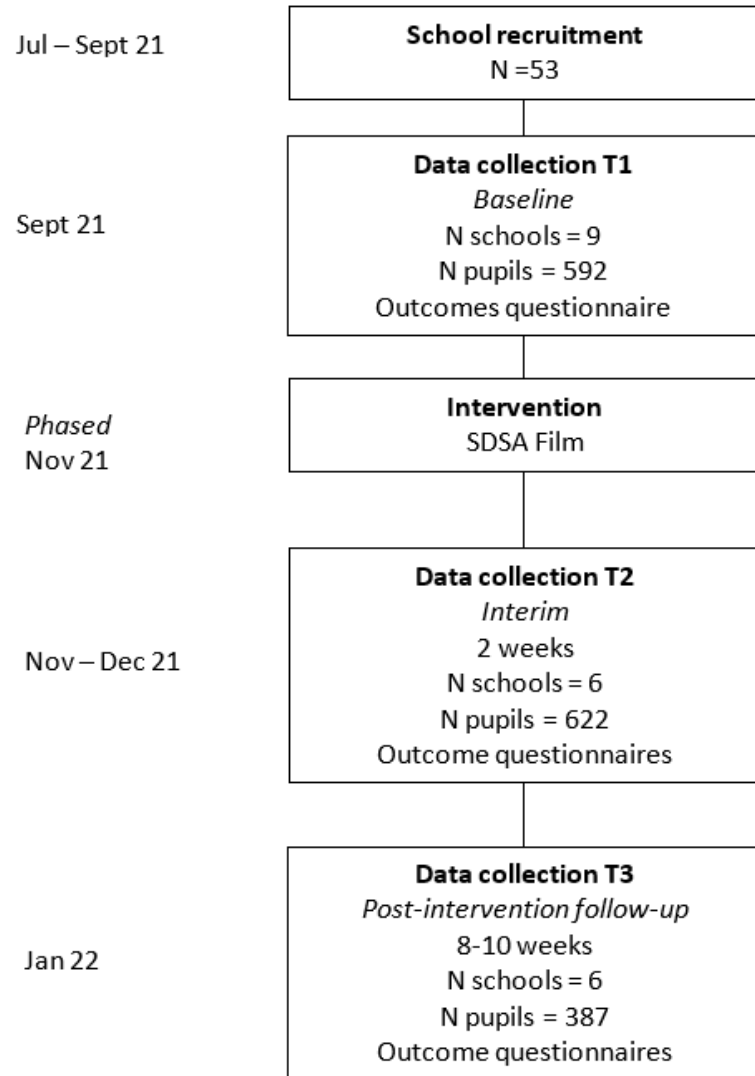 Jul – Sept 21
School recruitment
N =53
Sept 21
Data collection T1
Baseline
N schools = 9
N pupils = 592
Outcomes questionnaire
Phased
Nov 21
Intervention
SDSA Film
Nov – Dec 21
Data collection T2
Interim
2 weeks
N schools = 6
N pupils = 622
Outcome questionnaires
Jan 22
Data collection T3
Post-intervention follow-up
8-10 weeks
N schools = 6
N pupils = 387
Outcome questionnaires